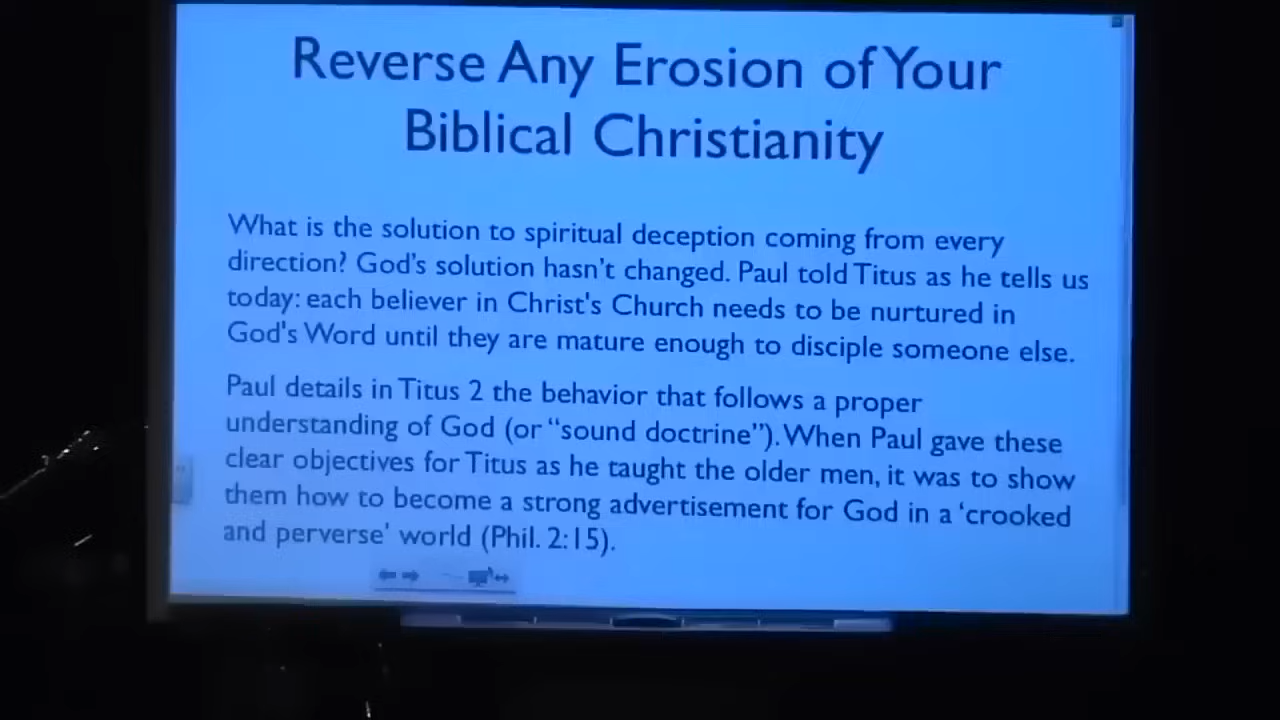 Reverse Any Erosion of Your
Biblical Christianity
What is the solution to spiritual deception coming from every
direction? God's solution hasn't changed. Paul told Titus as he tells us
today: each believer in Christ's Church needs to be nurtured in
God's Word until they are mature enough to disciple someone else.
Paul details in Titus 2 the behavior that follows a proper
understanding of God (or “sound doctrine”). When Paul gave these
clear objectives for Titus as he taught the older men, it was to show
them how to become a strong advertisement for God in a ‘crooked
and perverse’ world (Phil. 2:15).